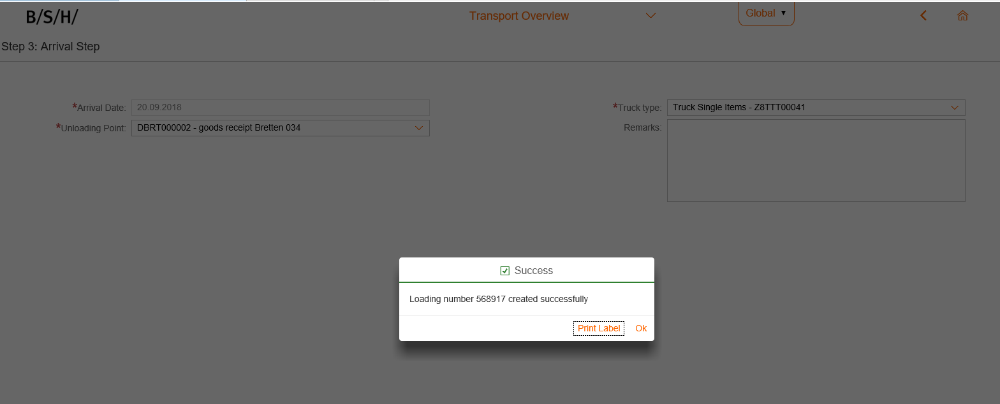 B/S/H/
Transport Overview
Global ▼
Step 3: Arrival Step
*Arrival Date: 20.09.2018
*Truck type: Truck Single Items - Z8TTT00041
*Unloading Point: DBRT000002 - goods receipt Bretten 034
Remarks:
Success
Loading number 568917 created successfully
Print Label Ok